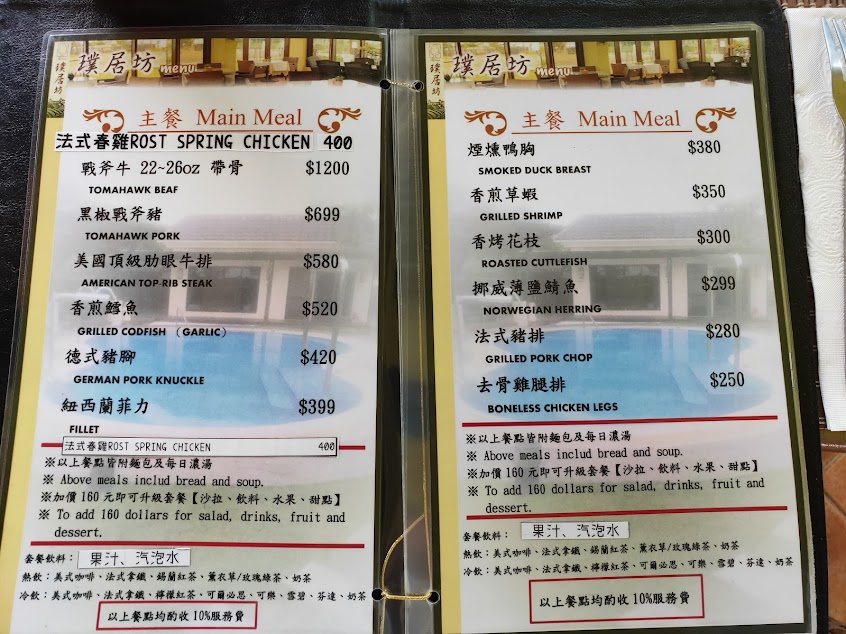 璞居坊 menu
璞居坊
主餐 Main Meal
法式春雞ROST SPRING CHICKEN 400
戰斧牛 22~26oz 帶骨 $1200
TOMAHAWK BEAF
黑椒戰斧豬 $699
TOMAHAWK PORK
美國頂級肋眼牛排 $580
AMERICAN TOP-RIB STEAK
香煎鱈魚 $520
GRILLED CODFISH （GARLIC）
德式豬腳 $420
GERMAN PORK KNUCKLE
紐西蘭菲力 $399
FILLET
法式春雞ROST SPRING CHICKEN 400
※以上餐點皆附麵包及每日濃湯
※ Above meals includ bread and soup.
※加價 160 元即可升級套餐【沙拉、飲料、水果、甜點】
※ To add 160 dollars for salad, drinks, fruit and
dessert.
套餐飲料： 果汁、汽泡水
熱飲：美式咖啡、法式拿鐵、錫蘭紅茶、薰衣草/玫瑰綠茶、奶茶
冷飲：美式咖啡、法式拿鐵、檸檬紅茶、可爾必思、可樂、雪碧、芬達、奶茶
以上餐點均酌收 10%服務費
璞居坊 menu
璞居坊
主餐 Main Meal
煙燻鴨胸 $380
SMOKED DUCK BREAST
香煎草蝦 $350
GRILLED SHRIMP
香烤花枝 $300
ROASTED CUTTLEFISH
挪威薄鹽鯖魚 $299
NORWEGIAN HERRING
法式豬排 $280
GRILLED PORK CHOP
去骨雞腿排 $250
BONELESS CHICKEN LEGS
※以上餐點皆附麵包及每日濃湯
※ Above meals includ bread and soup.
※加價 160 元即可升級套餐【沙拉、飲料、水果、甜點】
※ To add 160 dollars for salad, drinks, fruit and
dessert.
套餐飲料： 果汁、汽泡水
熱飲：美式咖啡、法式拿鐵、錫蘭紅茶、薰衣草/玫瑰綠茶、奶茶
冷飲：美式咖啡、法式拿鐵、檸檬紅茶、可爾必思、可樂、雪碧、芬達、奶茶
以上餐點均酌收 10%服務費